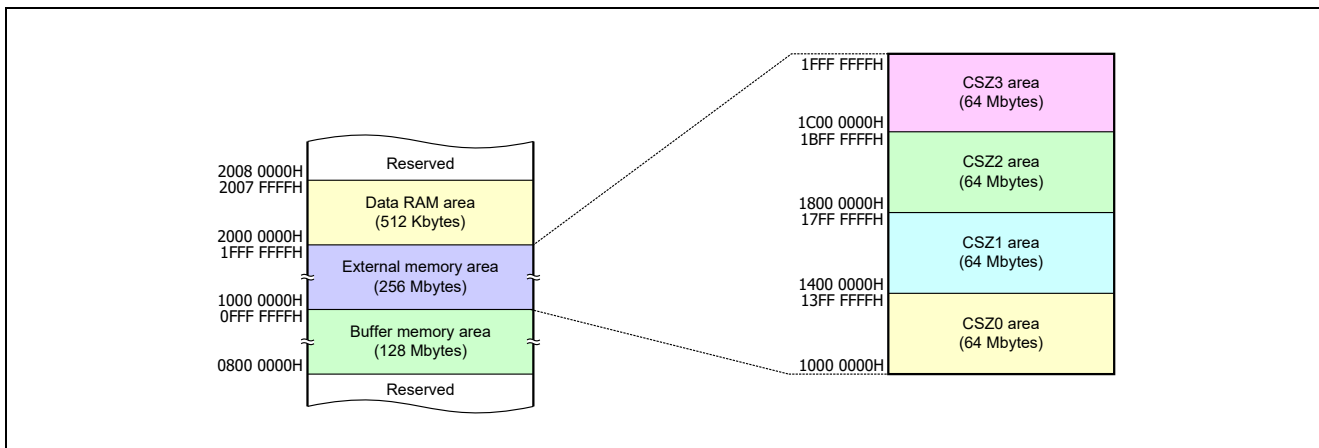 Reserved
2008 0000H
2007 FFFFH
Data RAM area
(512 Kbytes)
2000 0000H
1FFF FFFFH
External memory area
(256 Mbytes)
1000 0000H
0FFF FFFFH
Buffer memory area
(128 Mbytes)
0800 0000H
Reserved
1FFF FFFFH
CSZ3 area
(64 Mbytes)
1C00 0000H
1BFF FFFFH
CSZ2 area
(64 Mbytes)
1800 0000H
17FF FFFFH
CSZ1 area
(64 Mbytes)
1400 0000H
13FF FFFFH
CSZ0 area
(64 Mbytes)
1000 0000H